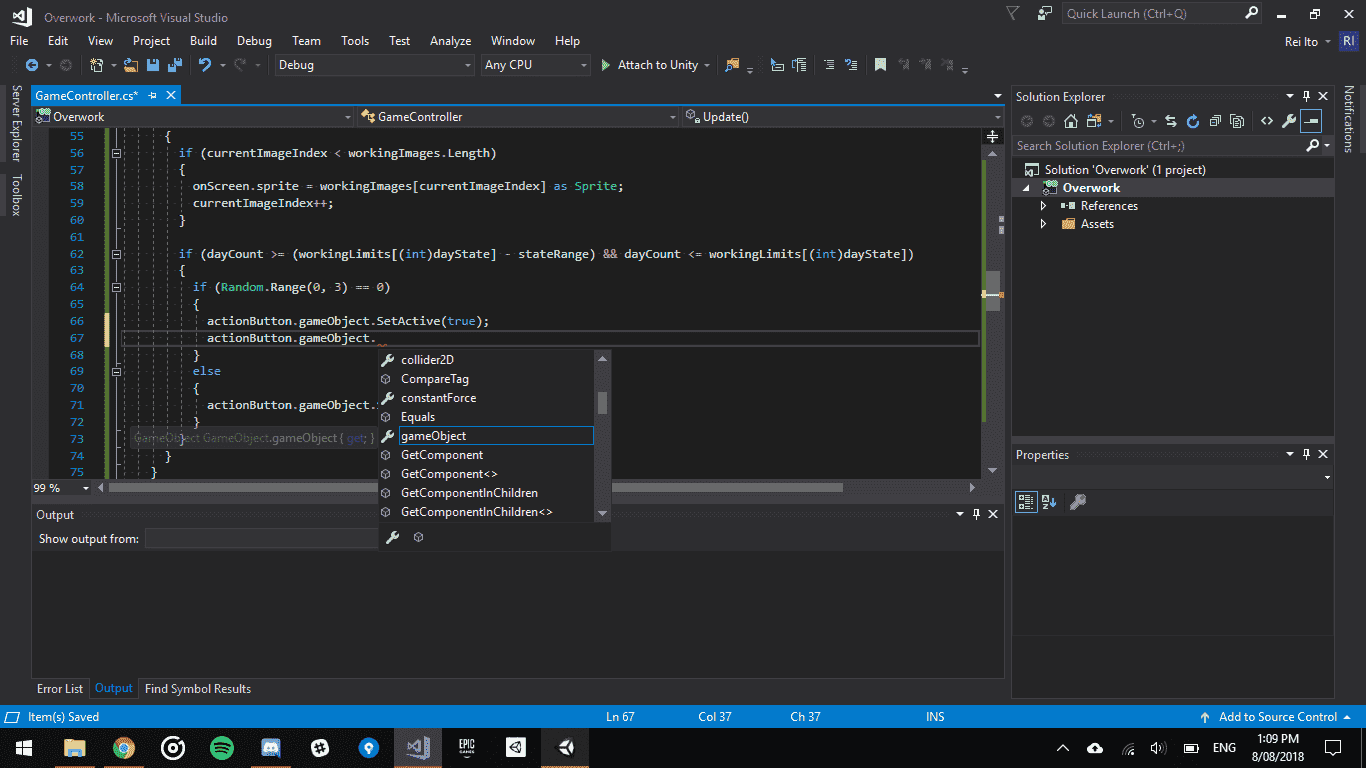 Overwork - Microsoft Visual Studio
Quick Launch (Ctrl+Q)
File Edit View Project Build Debug Team Tools Test Analyze Window Help
Rei Ito RI
Debug Any CPU Attach to Unity
Server Explorer
Toolbox
GameController.cs*
Overwork GameController Update()
55 {
56 if (currentImageIndex < workingImages.Length)
57 {
58 onScreen.sprite = workingImages[currentImageIndex] as Sprite;
59 currentImageIndex++;
60 }
61
62 if (dayCount >= (workingLimits[(int)dayState] - stateRange) && dayCount <= workingLimits[(int)dayState])
63 {
64 if (Random.Range(0, 3) == 0)
65 {
66 actionButton.gameObject.SetActive(true);
67 actionButton.gameObject.
68 }
69 else
70 {
71 actionButton.gameObject.
72 }
73 }
74 }
75 }
GameObject GameObject.gameObject { get; }
collider2D
CompareTag
constantForce
Equals
gameObject
GetComponent
GetComponent<>
GetComponentInChildren
GetComponentInChildren<>
99 %
Output
Show output from:
Error List Output Find Symbol Results
Solution Explorer
Search Solution Explorer (Ctrl+;)
Solution 'Overwork' (1 project)
Overwork
References
Assets
Properties
Notifications
Item(s) Saved Ln 67 Col 37 Ch 37 INS Add to Source Control
EPIC GAMES
ENG
1:09 PM
8/08/2018